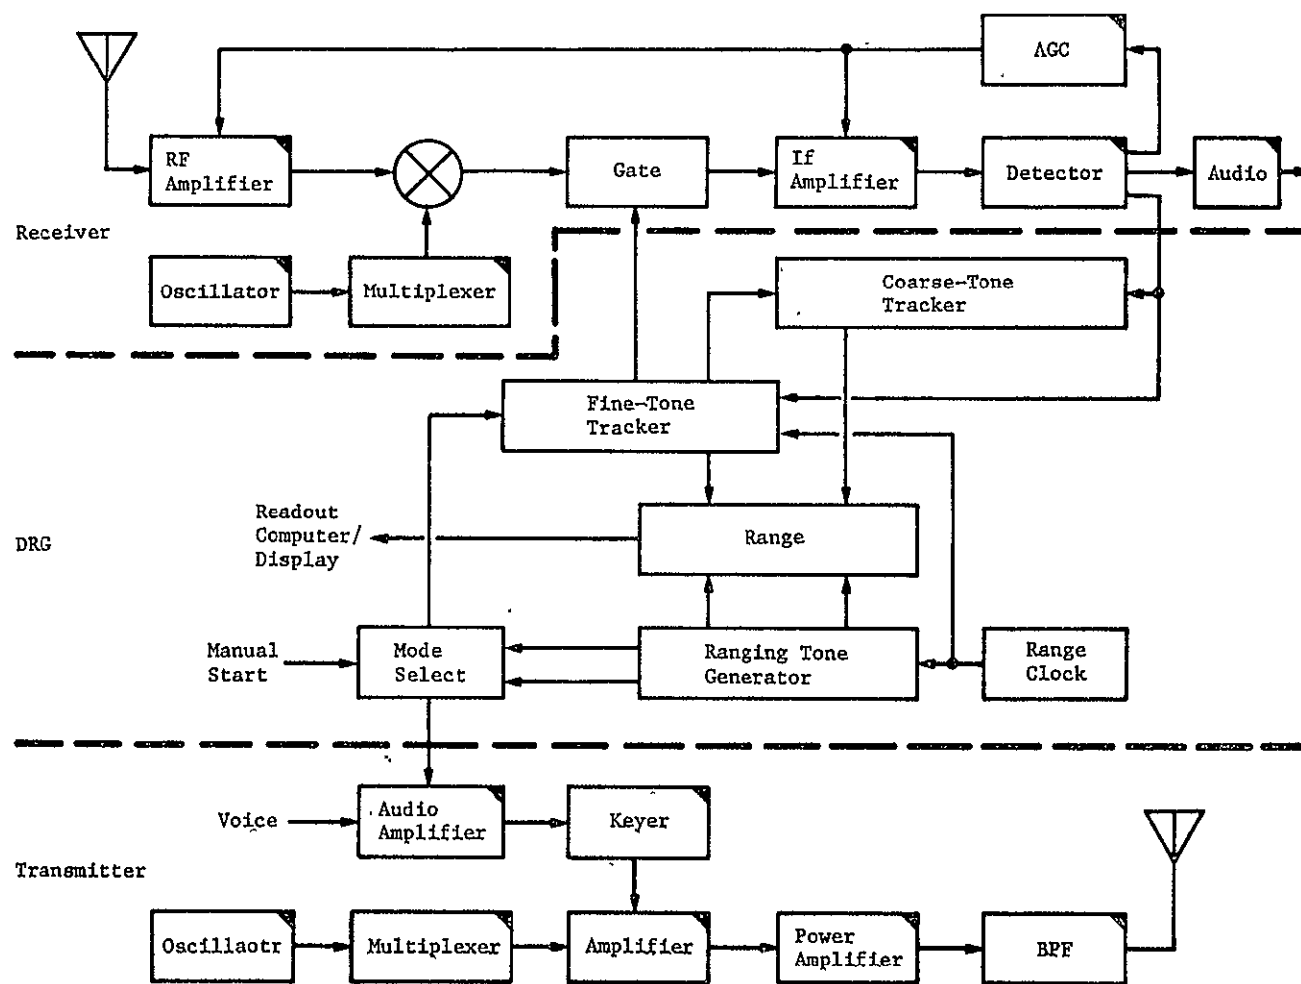 AGC
RF
Amplifier
Gate
If
Amplifier
Detector
Audio
Receiver
Oscillator
Multiplexer
Coarse-Tone
Tracker
Fine-Tone
Tracker
Readout
Computer/
Display
Range
DRG
Manual
Start
Mode
Select
Ranging Tone
Generator
Range
Clock
Voice
Audio
Amplifier
Keyer
Transmitter
Oscillaotr
Multiplexer
Amplifier
Power
Amplifier
BPF